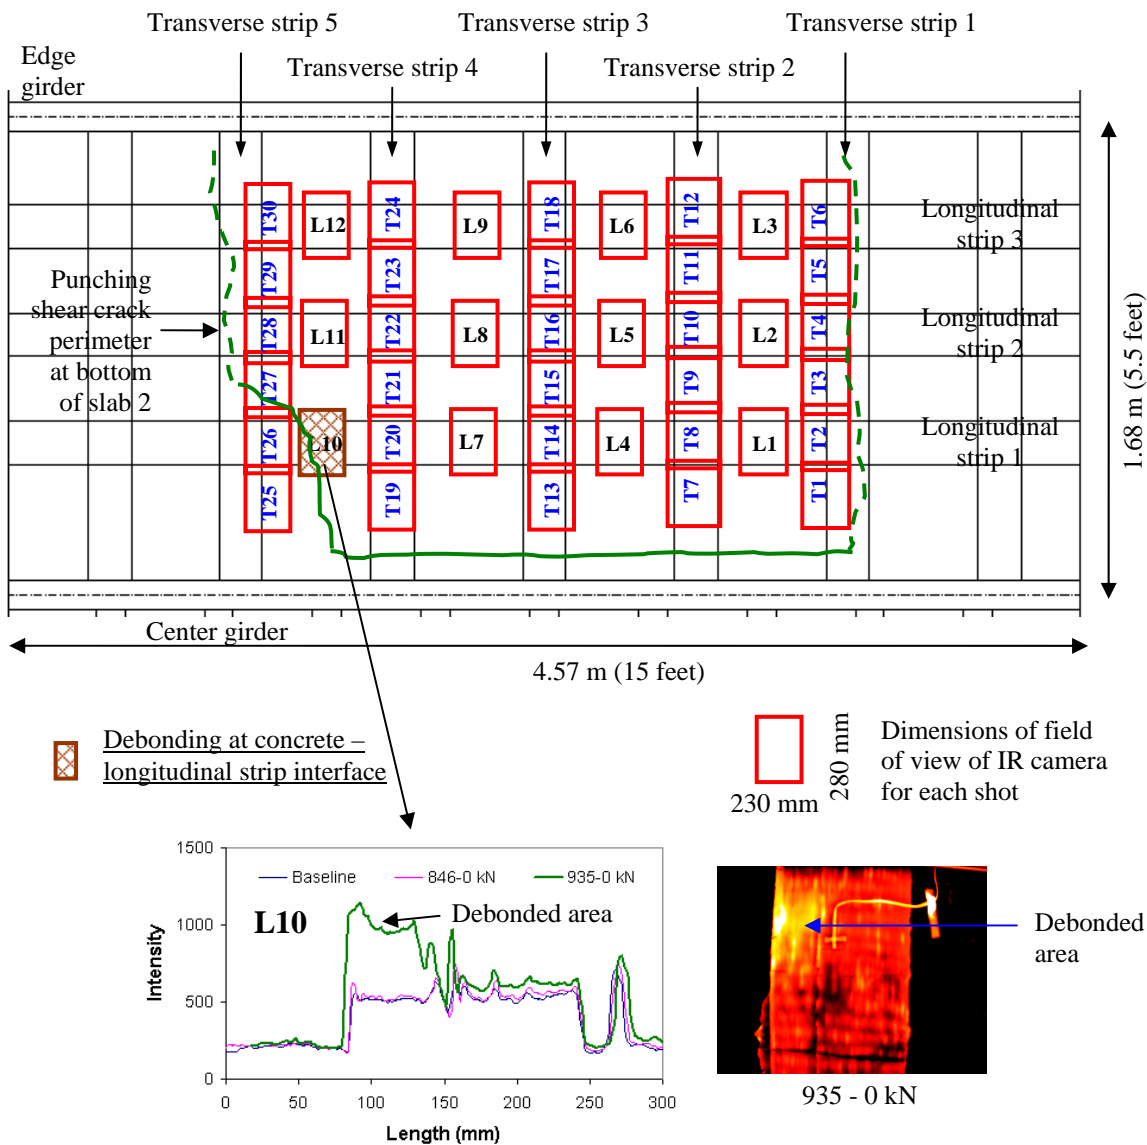 Transverse strip 5
Transverse strip 3
Transverse strip 1
Edge
girder
Transverse strip 4
Transverse strip 2
T30
L12
T24
L9
T18
L6
T12
L3
T6
Longitudinal
strip 3
T29
T23
T17
T11
T5
Punching
shear crack
perimeter
at bottom
of slab 2
T28
L11
T22
L8
T16
L5
T10
L2
T4
Longitudinal
strip 2
T27
T21
T15
T9
T3
T26
L10
T20
L7
T14
L4
T8
L1
T2
Longitudinal
strip 1
T25
T19
T13
T7
T1
1.68 m (5.5 feet)
Center girder
4.57 m (15 feet)
Debonding at concrete –
longitudinal strip interface
230 mm
280 mm
Dimensions of field
of view of IR camera
for each shot
1500
1000
500
0
Intensity
Baseline
846-0 kN
935-0 kN
L10
Debonded area
0
50
100
150
200
250
300
Length (mm)
Debonded
area
935 - 0 kN